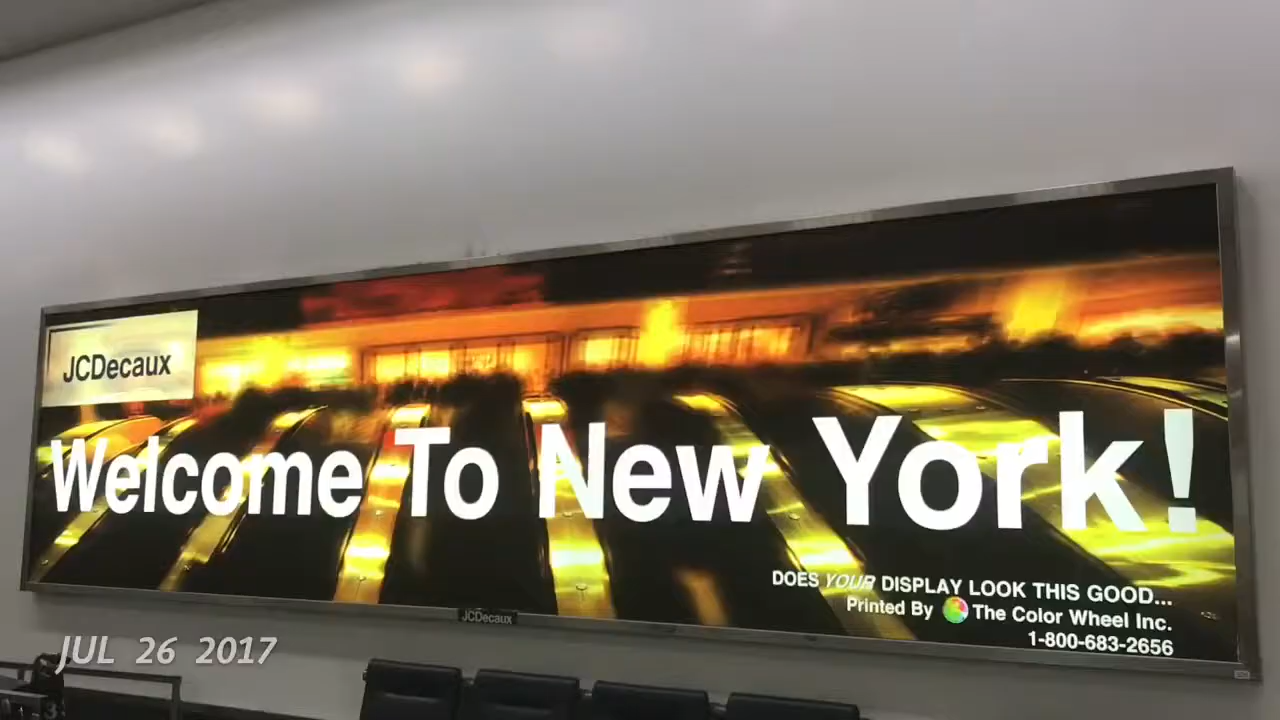 JCDecaux
Welcome To New York!
DOES YOUR DISPLAY LOOK THIS GOOD...
Printed By The Color Wheel Inc.
1-800-683-2656
JCDecaux
JUL 26 2017